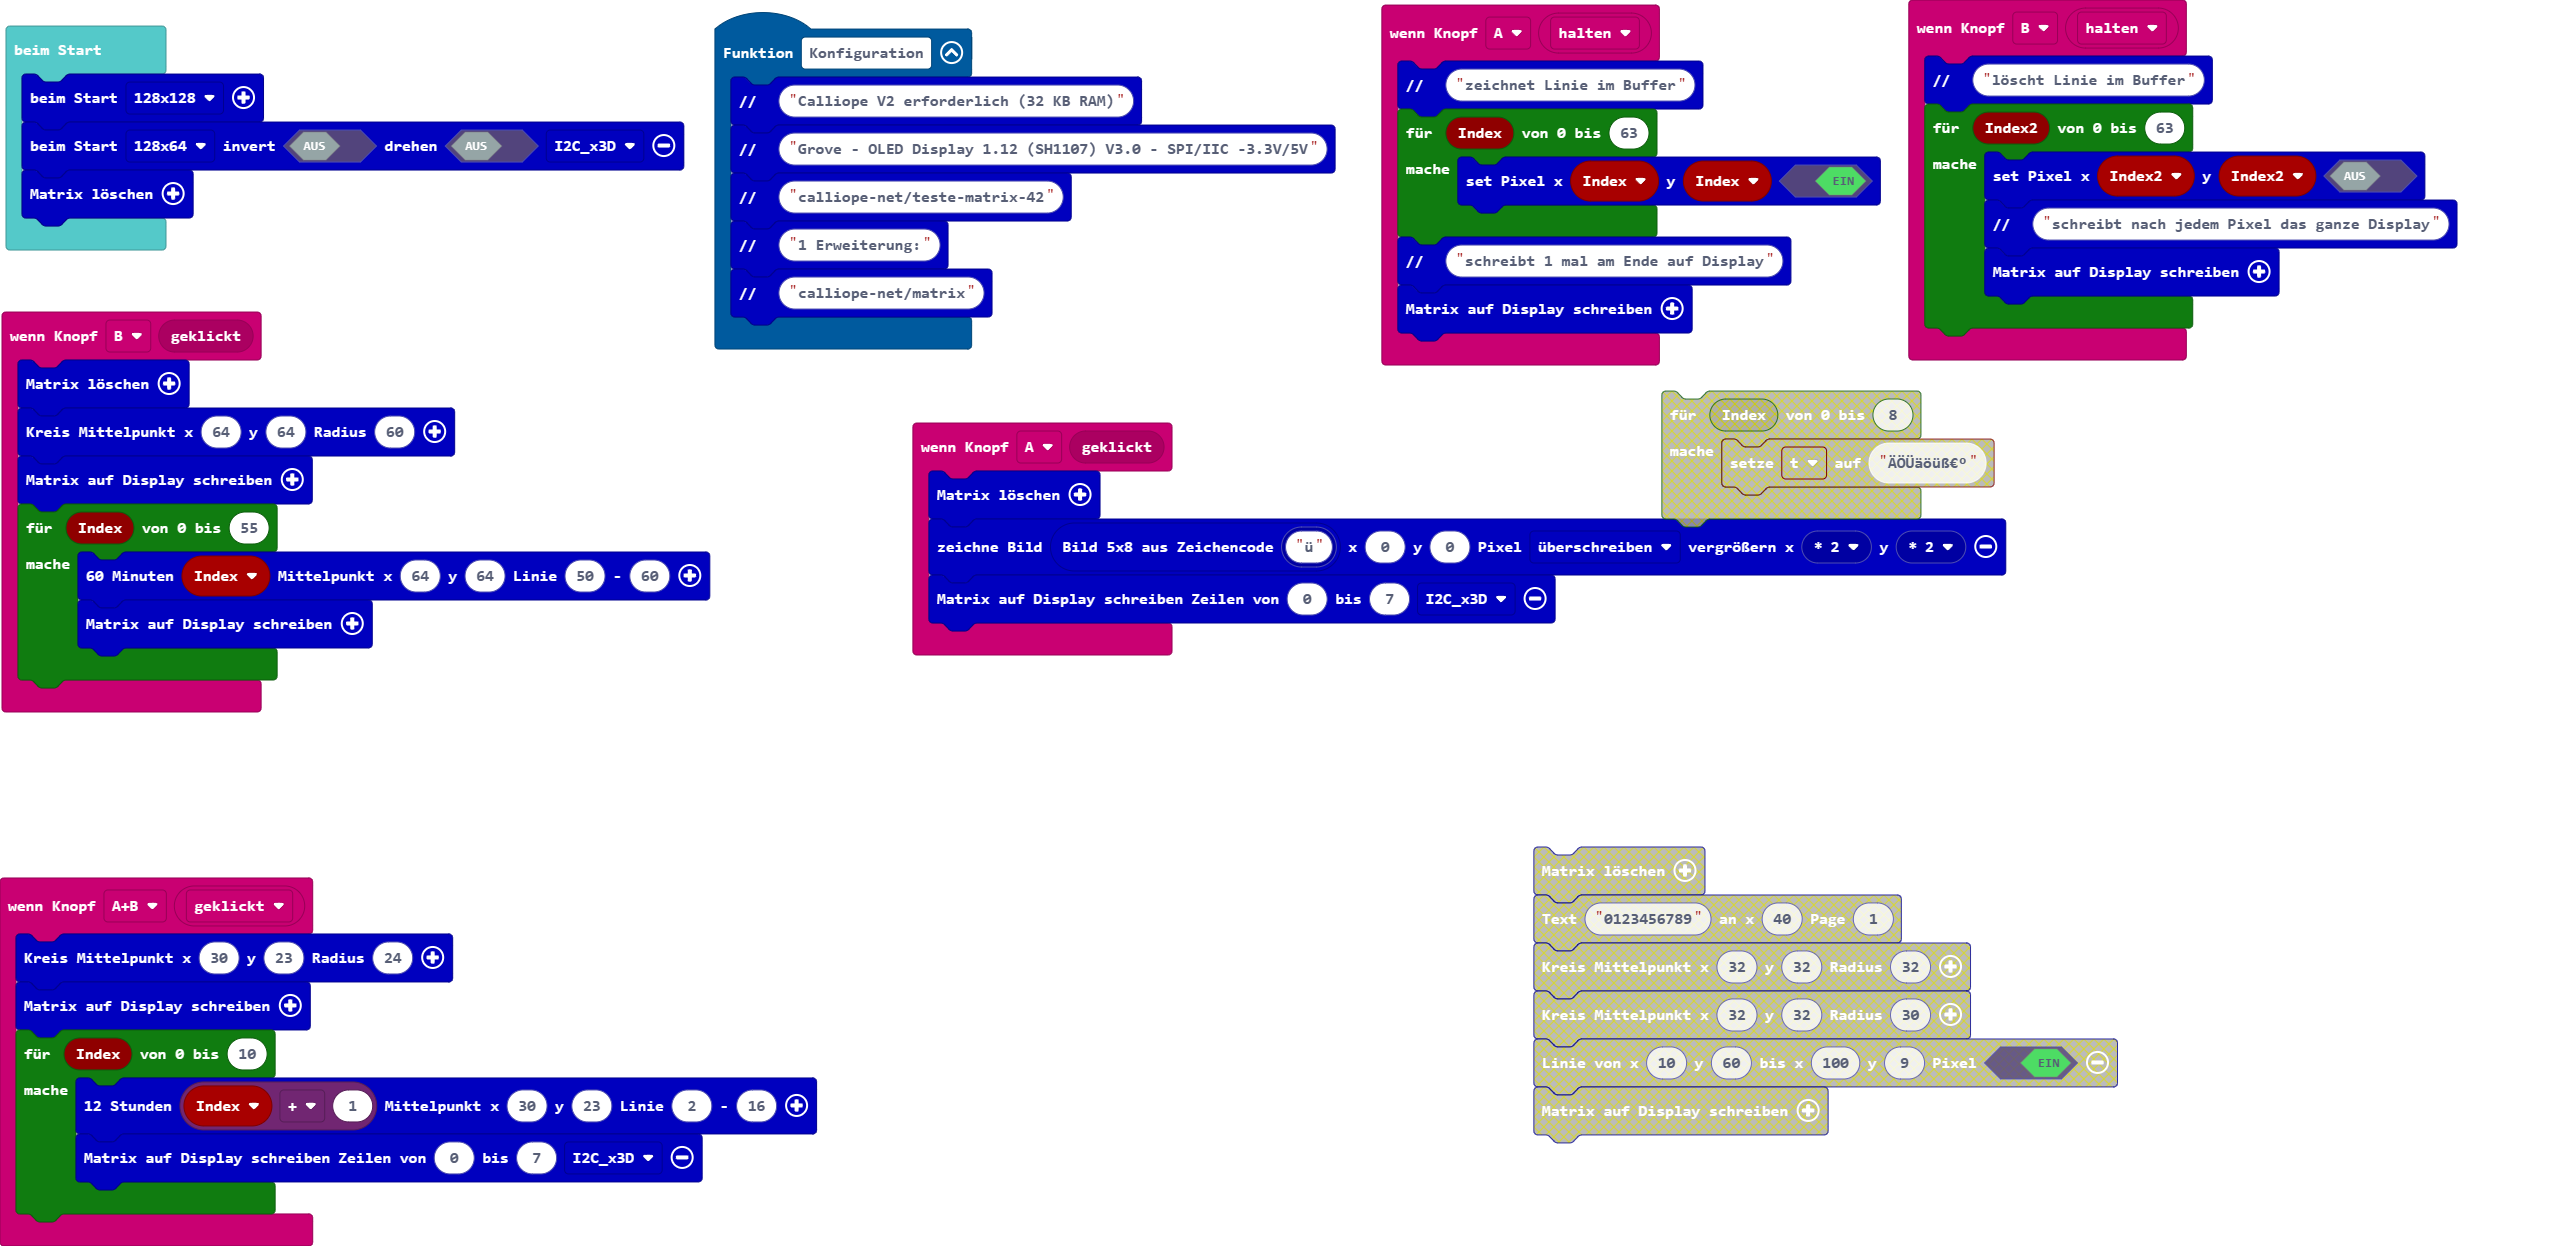 beim Start
beim Start 128x128
beim Start 128x64 invert AUS drehen AUS I2C_x3D
Matrix löschen
Funktion Konfiguration
// "Calliope V2 erforderlich (32 KB RAM)"
// "Grove - OLED Display 1.12 (SH1107) V3.0 - SPI/IIC -3.3V/5V"
// "calliope-net/teste-matrix-42"
// "1 Erweiterung:"
// "calliope-net/matrix"
wenn Knopf A halten
// "zeichnet Linie im Buffer"
für Index von 0 bis 63
mache set Pixel x Index y Index EIN
// "schreibt 1 mal am Ende auf Display"
Matrix auf Display schreiben
wenn Knopf B halten
// "löscht Linie im Buffer"
für Index2 von 0 bis 63
mache set Pixel x Index2 y Index2 AUS
// "schreibt nach jedem Pixel das ganze Display"
Matrix auf Display schreiben
wenn Knopf B geklickt
Matrix löschen
Kreis Mittelpunkt x 64 y 64 Radius 60
Matrix auf Display schreiben
für Index von 0 bis 55
mache 60 Minuten Index Mittelpunkt x 64 y 64 Linie 50 - 60
Matrix auf Display schreiben
für Index von 0 bis 8
mache setze t auf "ÄÖÜäöüß€º"
wenn Knopf A geklickt
Matrix löschen
zeichne Bild Bild 5x8 aus Zeichencode "ü" x 0 y 0 Pixel überschreiben vergrößern x * 2 y * 2
Matrix auf Display schreiben Zeilen von 0 bis 7 I2C_x3D
wenn Knopf A+B geklickt
Kreis Mittelpunkt x 30 y 23 Radius 24
Matrix auf Display schreiben
für Index von 0 bis 10
mache 12 Stunden Index + 1 Mittelpunkt x 30 y 23 Linie 2 - 16
Matrix auf Display schreiben Zeilen von 0 bis 7 I2C_x3D
Matrix löschen
Text "0123456789" an x 40 Page 1
Kreis Mittelpunkt x 32 y 32 Radius 32
Kreis Mittelpunkt x 32 y 32 Radius 30
Linie von x 10 y 60 bis x 100 y 9 Pixel EIN
Matrix auf Display schreiben